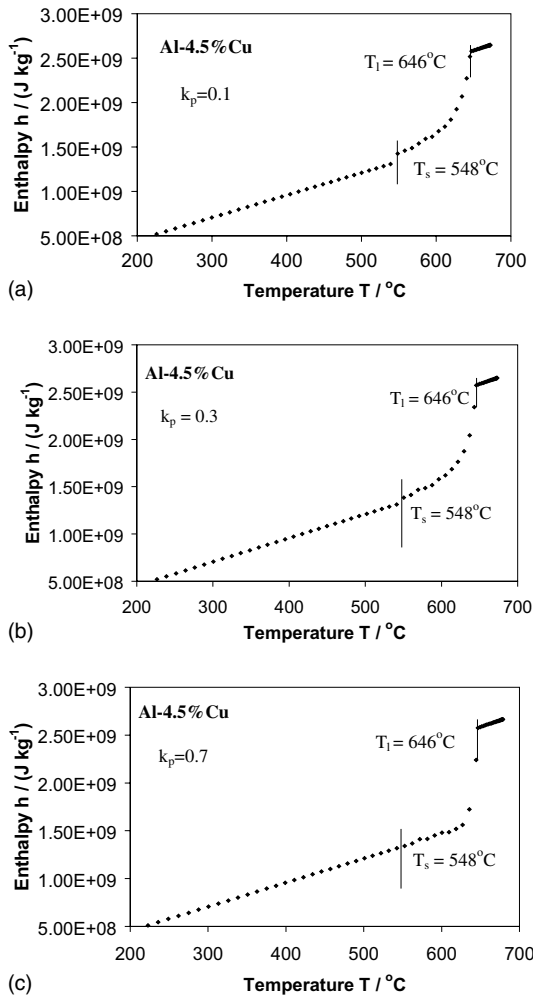 3.00E+09
2.50E+09
2.00E+09
1.50E+09
1.00E+09
5.00E+08
Enthalpy h / (J kg⁻¹)
Al-4.5%Cu
kₚ=0.1
Tₗ = 646°C
Tₛ = 548°C
200 300 400 500 600 700
Temperature T / °C
(a)
3.00E+09
2.50E+09
2.00E+09
1.50E+09
1.00E+09
5.00E+08
Enthalpy h / (J kg⁻¹)
Al-4.5%Cu
kₚ = 0.3
Tₗ = 646°C
Tₛ = 548°C
200 300 400 500 600 700
Temperature T / °C
(b)
3.00E+09
2.50E+09
2.00E+09
1.50E+09
1.00E+09
5.00E+08
Enthalpy h / (J kg⁻¹)
Al-4.5%Cu
kₚ=0.7
Tₗ = 646°C
Tₛ = 548°C
200 300 400 500 600 700
Temperature T / °C
(c)